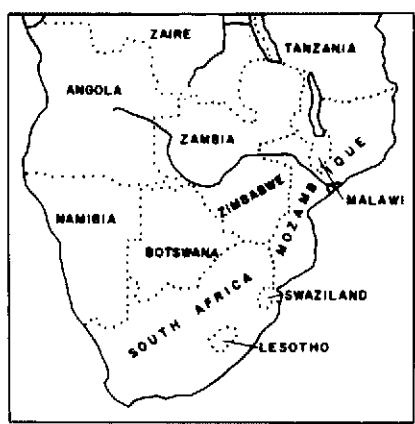 ZAIRE
TANZANIA
ANGOLA
ZAMBIA
MALAWI
ZIMBABWE
MOZAMBIQUE
NAMIBIA
BOTSWANA
SWAZILAND
SOUTH AFRICA
LESOTHO